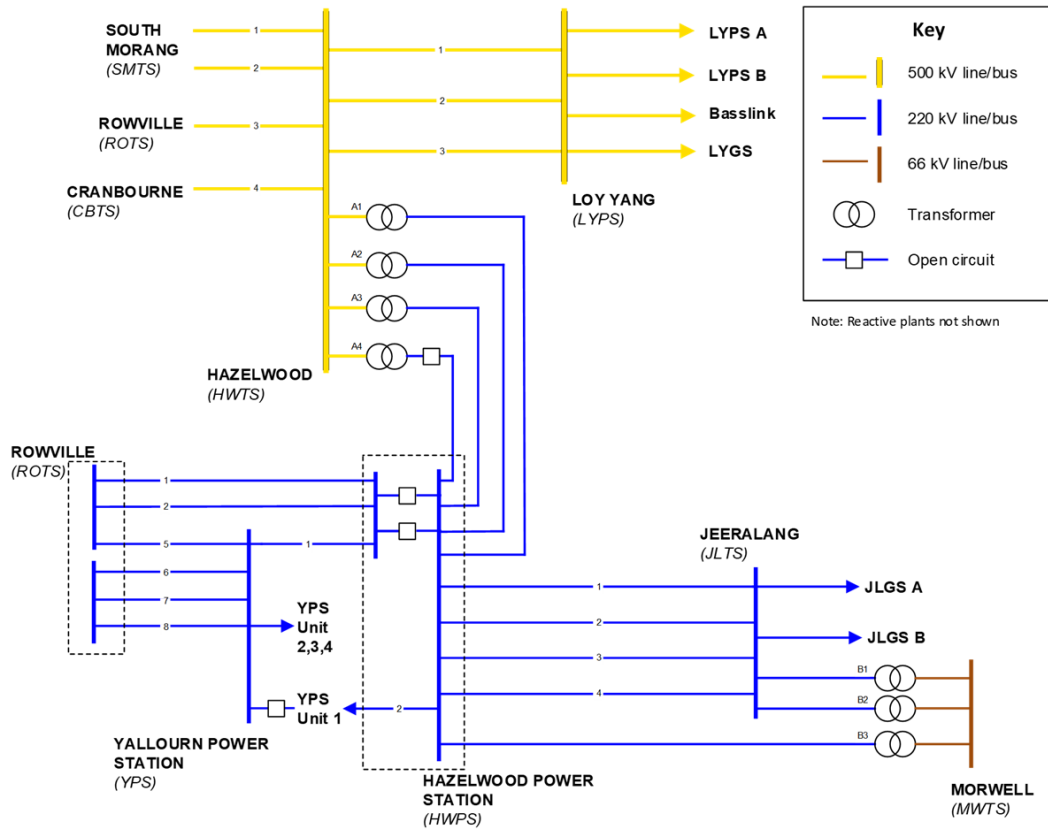 SOUTH
MORANG
(SMTS)
1
2
ROWVILLE
(ROTS)
3
CRANBOURNE
(CBTS)
4
1
2
3
LYPS A
LYPS B
Basslink
LYGS
LOY YANG
(LYPS)
A1
A2
A3
A4
HAZELWOOD
(HWTS)
Key
500 kV line/bus
220 kV line/bus
66 kV line/bus
Transformer
Open circuit
Note: Reactive plants not shown
ROWVILLE
(ROTS)
1
2
5
1
6
7
8
YPS
Unit
2,3,4
YPS
Unit 1
2
YALLOURN POWER
STATION
(YPS)
HAZELWOOD POWER
STATION
(HWPS)
JEERALANG
(JLTS)
1
2
3
4
JLGS A
JLGS B
B1
B2
B3
MORWELL
(MWTS)